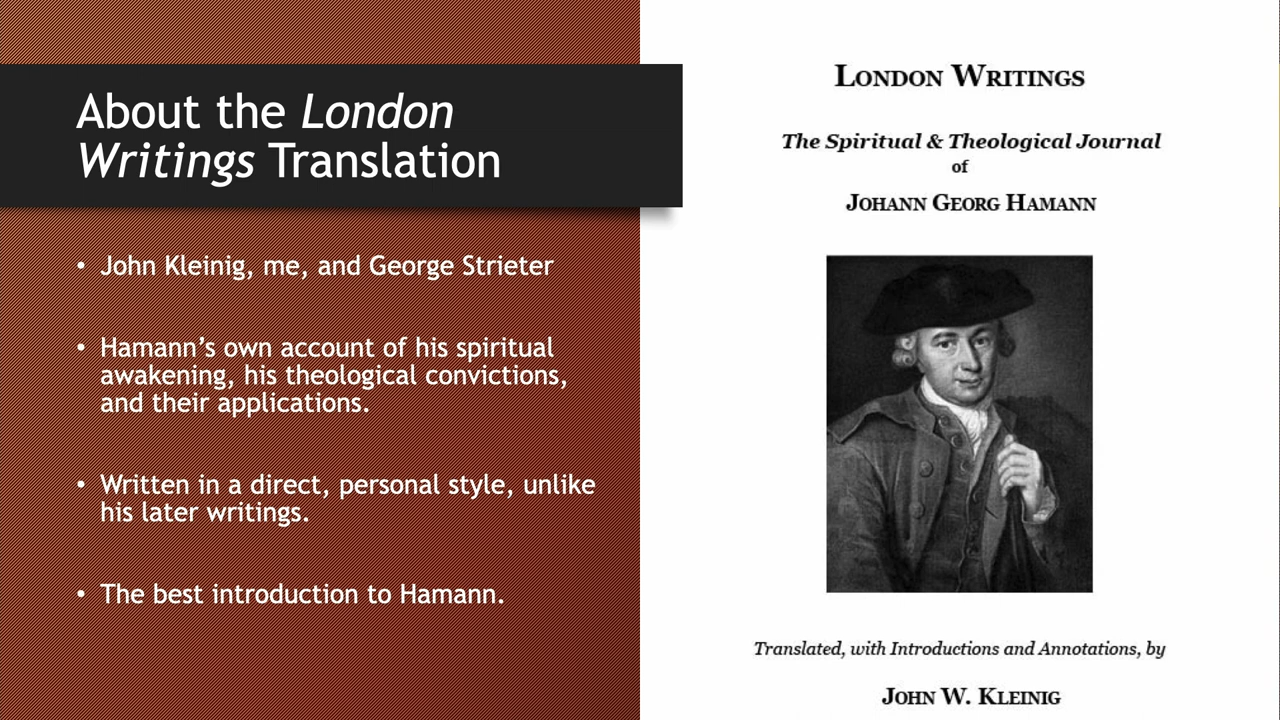 About the London
Writings Translation
• John Kleinig, me, and George Strieter
• Hamann’s own account of his spiritual
awakening, his theological convictions,
and their applications.
• Written in a direct, personal style, unlike
his later writings.
• The best introduction to Hamann.
LONDON WRITINGS
The Spiritual & Theological Journal
of
JOHANN GEORG HAMANN
Translated, with Introductions and Annotations, by
JOHN W. KLEINIG